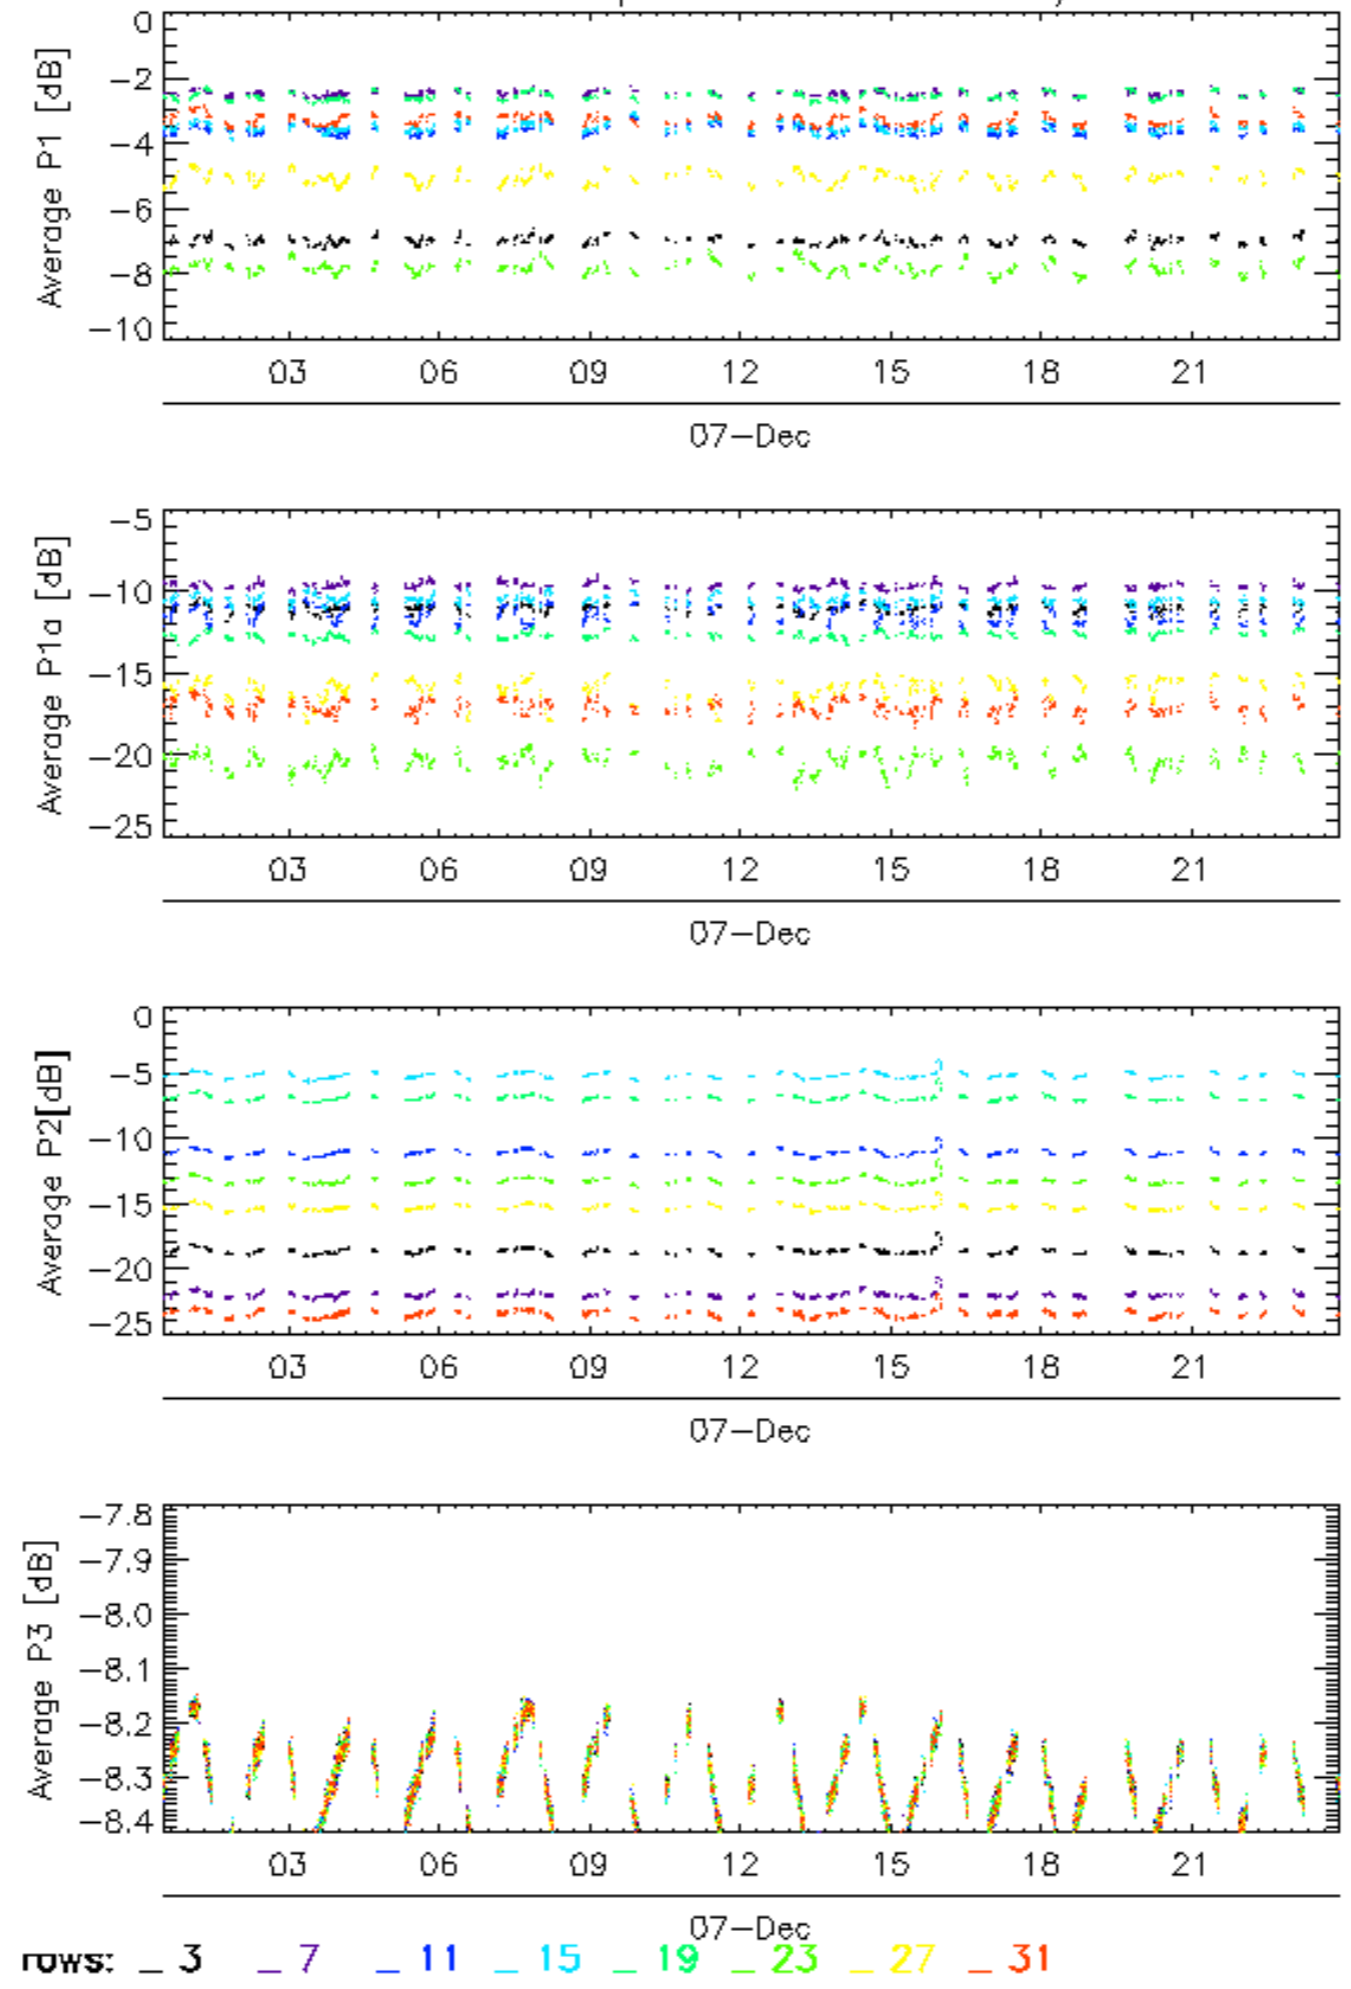 0
−2
−4
−6
−8
−10
Average P1 [dB]
03 06 09 12 15 18 21
07−Dec
−5
−10
−15
−20
−25
Average P1a [dB]
03 06 09 12 15 18 21
07−Dec
0
−5
−10
−15
−20
−25
Average P2[dB]
03 06 09 12 15 18 21
07−Dec
−7.8
−7.9
−8.0
−8.1
−8.2
−8.3
−8.4
Average P3 [dB]
03 06 09 12 15 18 21
07−Dec
rows: _ 3 _ 7 _ 11 _ 15 _ 19 _ 23 _ 27 _ 31